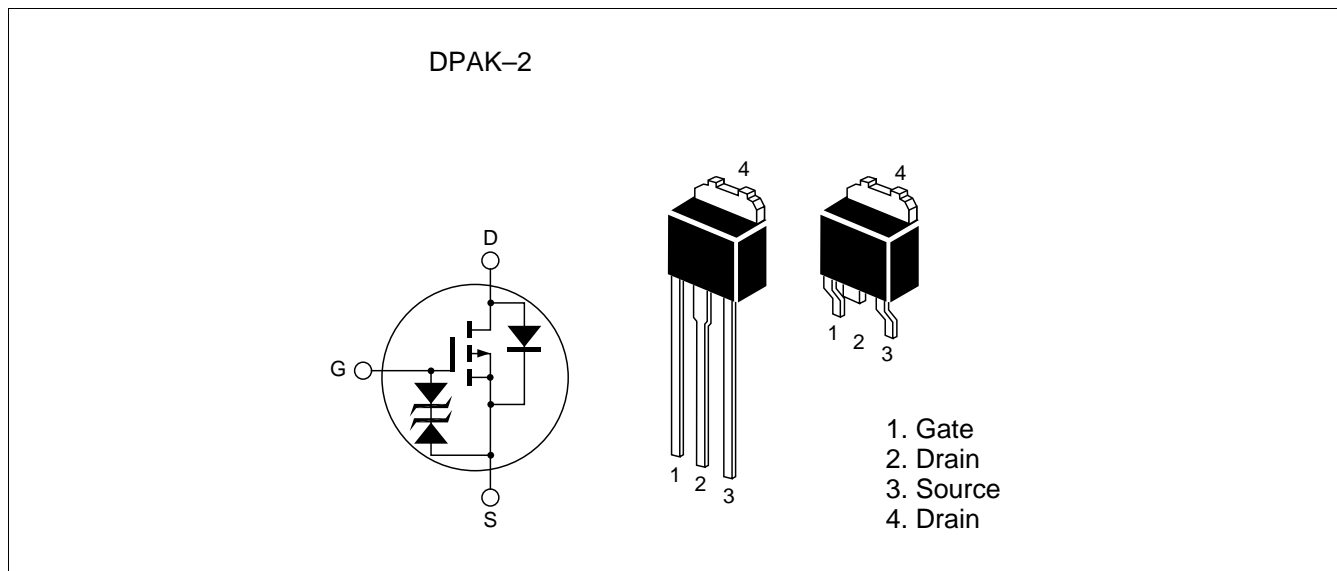 DPAK–2
4
4
D
G
S
1
2
3
1
2
3
1. Gate
2. Drain
3. Source
4. Drain